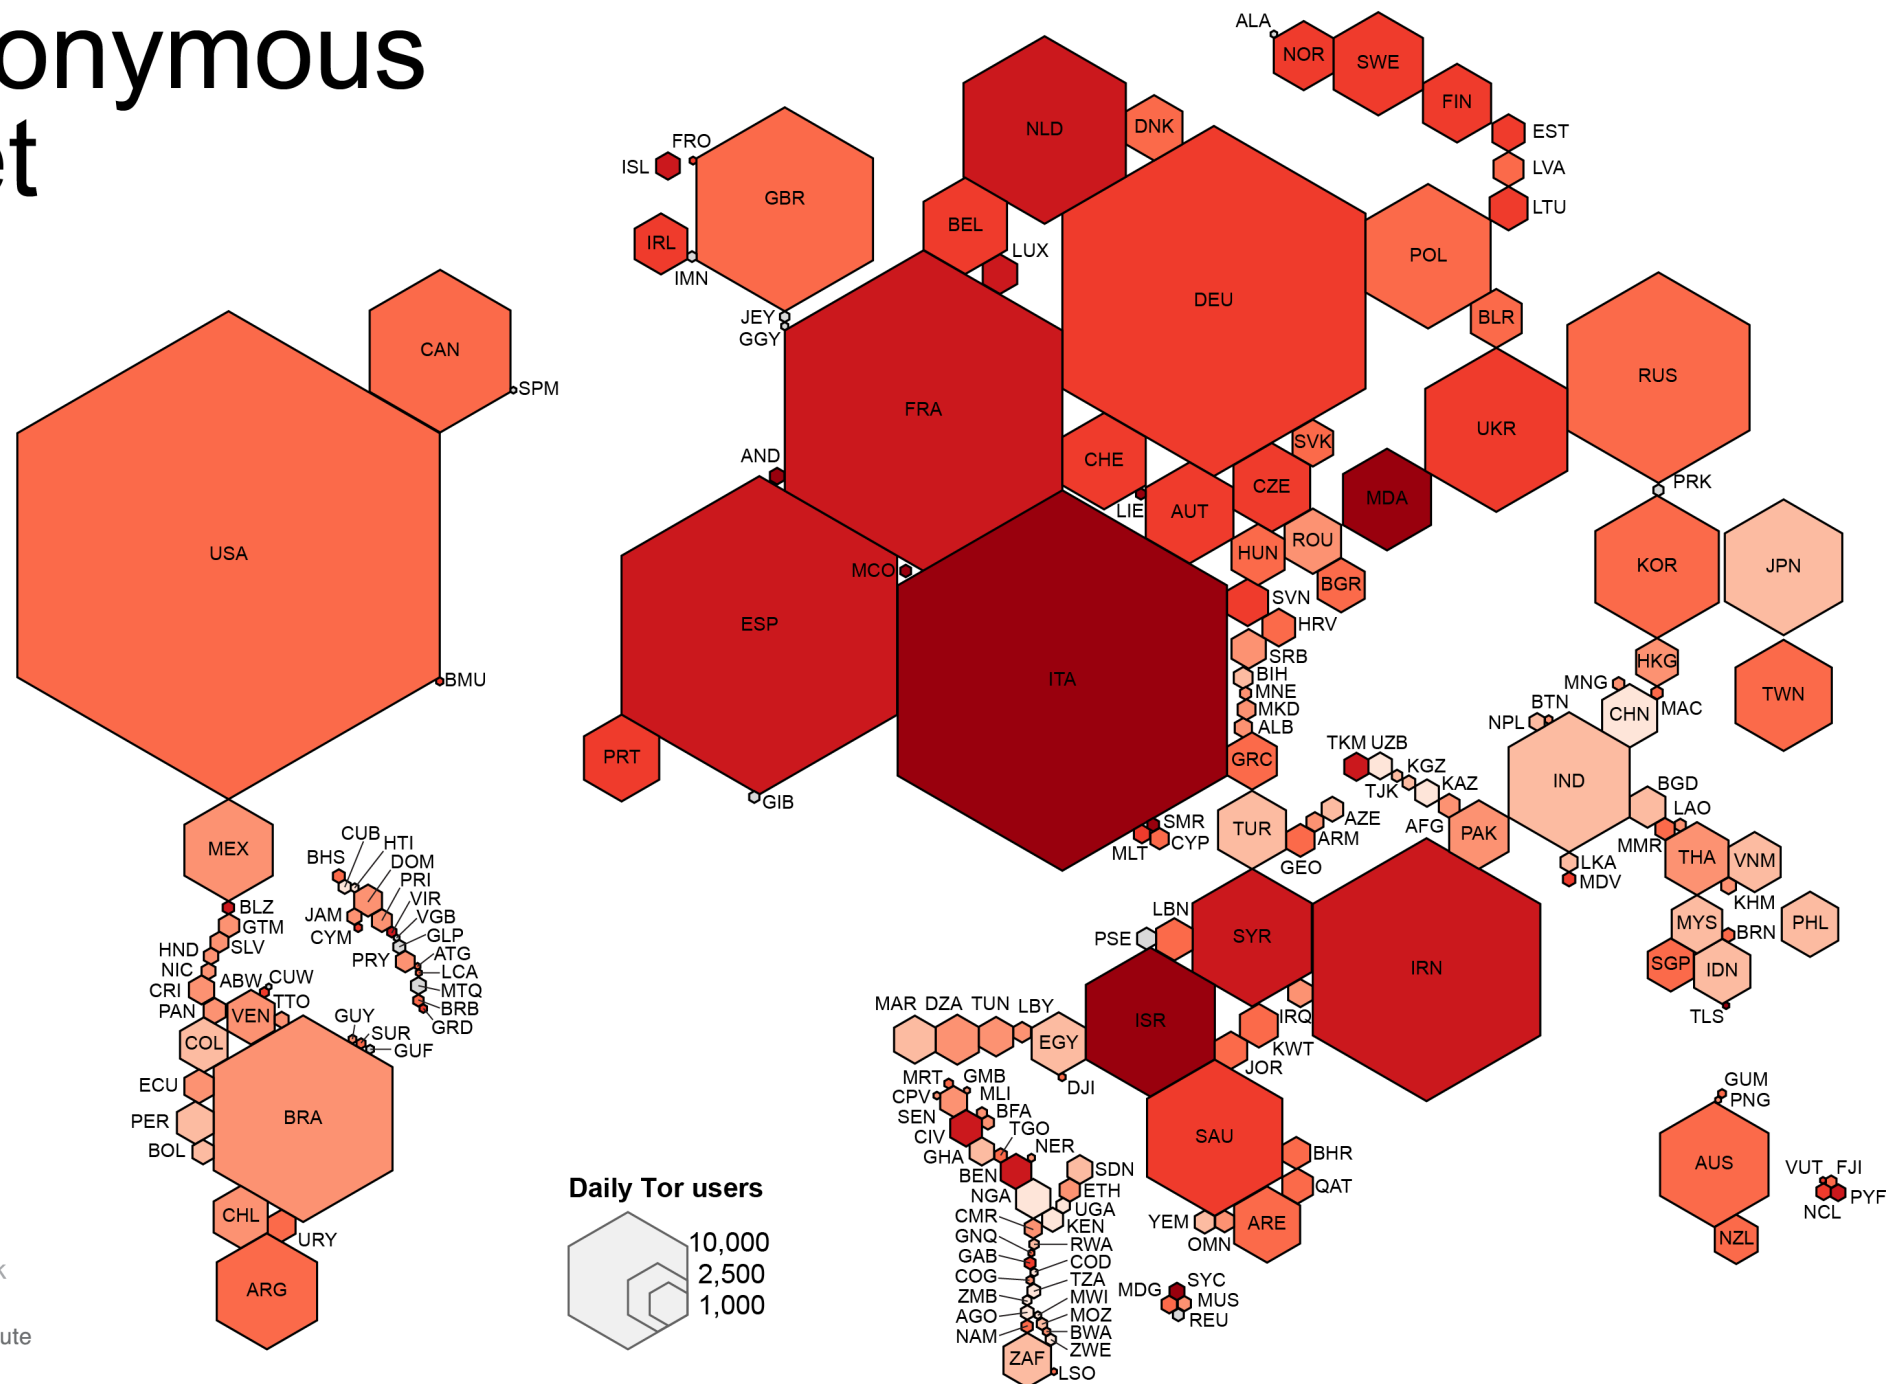 onymous
et
ALA
NOR
SWE
FIN
EST
LVA
LTU
NLD
DNK
FRO
ISL
GBR
IRL
IMN
BEL
LUX
JEY
GGY
DEU
POL
BLR
RUS
UKR
CAN
SPM
USA
BMU
FRA
AND
CHE
LIE
AUT
CZE
SVK
MDA
PRK
HUN
ROU
BGR
KOR
JPN
MCO
ESP
ITA
SVN
HRV
SRB
BIH
MNE
MKD
ALB
GRC
HKG
MNG
MAC
CHN
TWN
PRT
GIB
BTN
NPL
IND
TKM UZB
KGZ
TJK
KAZ
AFG
PAK
BGD
LAO
MMR
THA
VNM
LKA
MDV
KHM
TUR
AZE
ARM
GEO
SMR
CYP
MLT
MEX
CUB
HTI
BHS
DOM
PRI
VIR
VGB
JAM
CYM
GLP
PRY
ATG
LCA
MTQ
BRB
GRD
BLZ
GTM
SLV
HND
NIC
CRI
PAN
ABW
CUW
TTO
VEN
COL
GUY
SUR
GUF
ECU
BRA
PER
BOL
CHL
URY
ARG
LBN
PSE
SYR
IRN
MYS
BRN
PHL
SGP
IDN
TLS
MAR DZA TUN LBY
EGY
DJI
ISR
IRQ
KWT
JOR
MRT
GMB
CPV
MLI
SEN
BFA
CIV
TGO
GHA
NER
BEN
SDN
NGA
ETH
UGA
CMR
KEN
GNQ
RWA
GAB
COD
COG
TZA
ZMB
MWI
AGO
MOZ
NAM
BWA
ZWE
ZAF
LSO
SAU
BHR
QAT
YEM
OMN
ARE
MDG
SYC
MUS
REU
GUM
PNG
AUS
NZL
VUT
FJI
PYF
NCL
Daily Tor users
10,000
2,500
1,000
k
ute